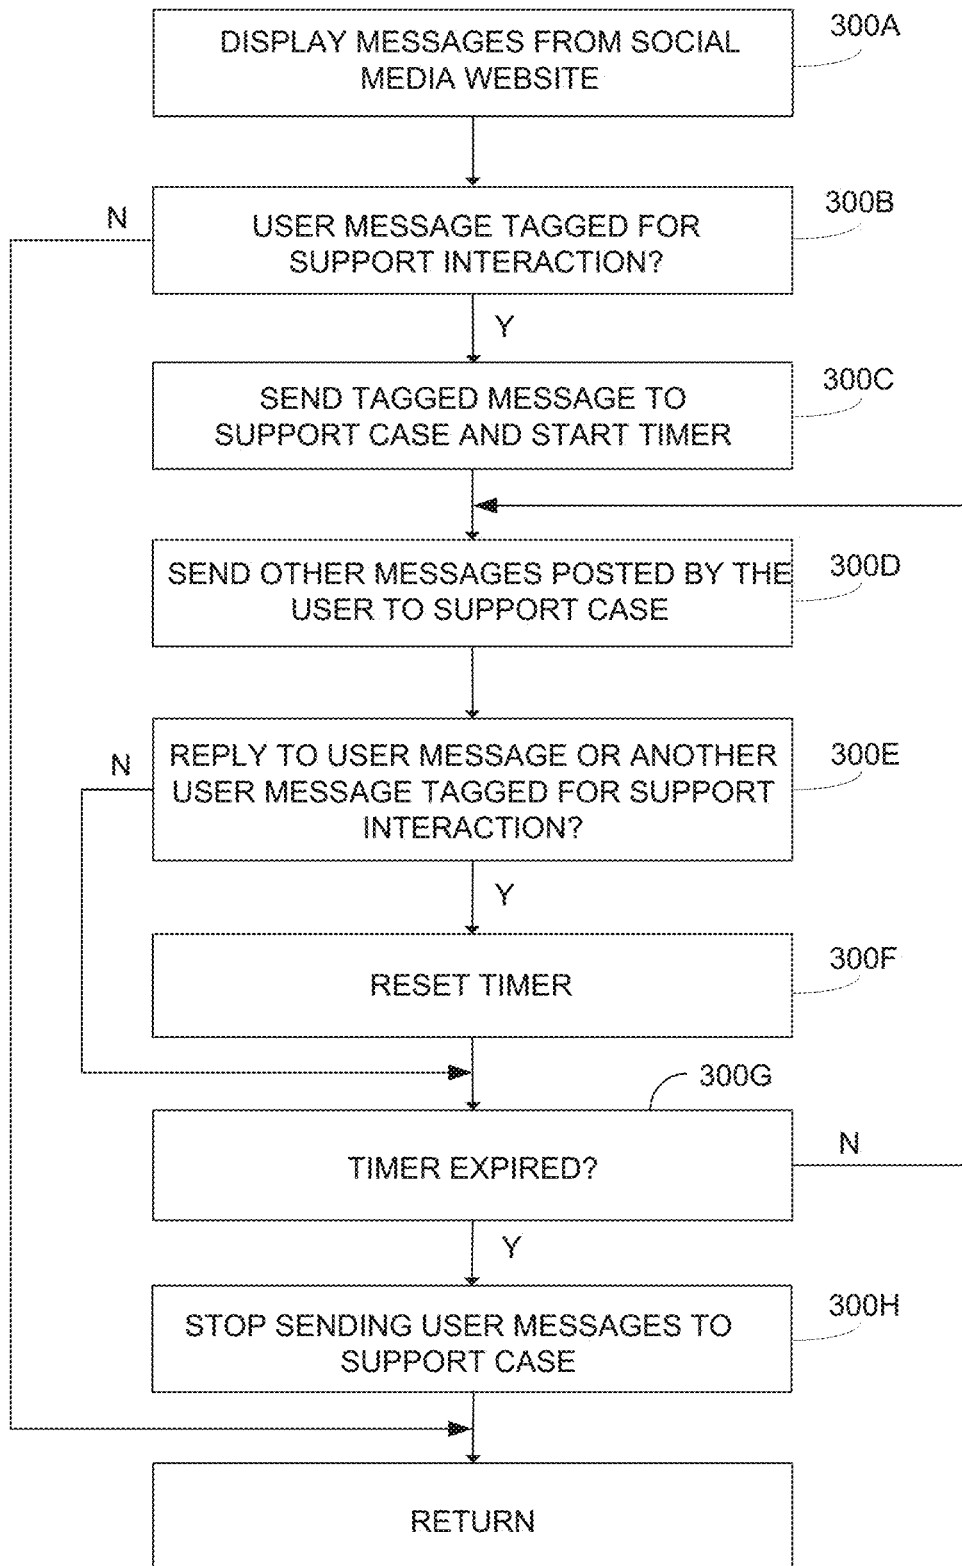 DISPLAY MESSAGES FROM SOCIAL
MEDIA WEBSITE
300A
N
USER MESSAGE TAGGED FOR
SUPPORT INTERACTION?
300B
Y
SEND TAGGED MESSAGE TO
SUPPORT CASE AND START TIMER
300C
SEND OTHER MESSAGES POSTED BY THE
USER TO SUPPORT CASE
300D
N
REPLY TO USER MESSAGE OR ANOTHER
USER MESSAGE TAGGED FOR SUPPORT
INTERACTION?
300E
Y
RESET TIMER
300F
300G
TIMER EXPIRED?
N
Y
STOP SENDING USER MESSAGES TO
SUPPORT CASE
300H
RETURN